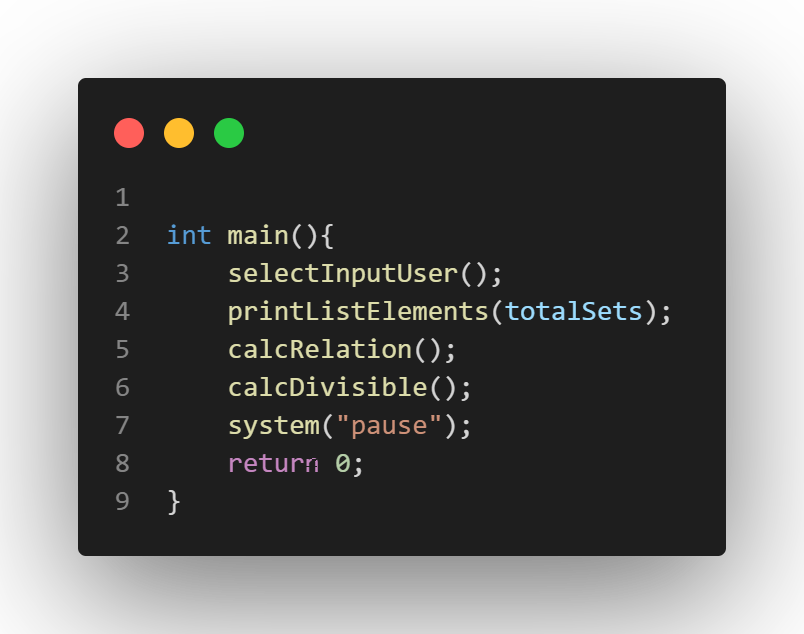 1
2 int main(){
3     selectInputUser();
4     printListElements(totalSets);
5     calcRelation();
6     calcDivisible();
7     system("pause");
8     return 0;
9 }